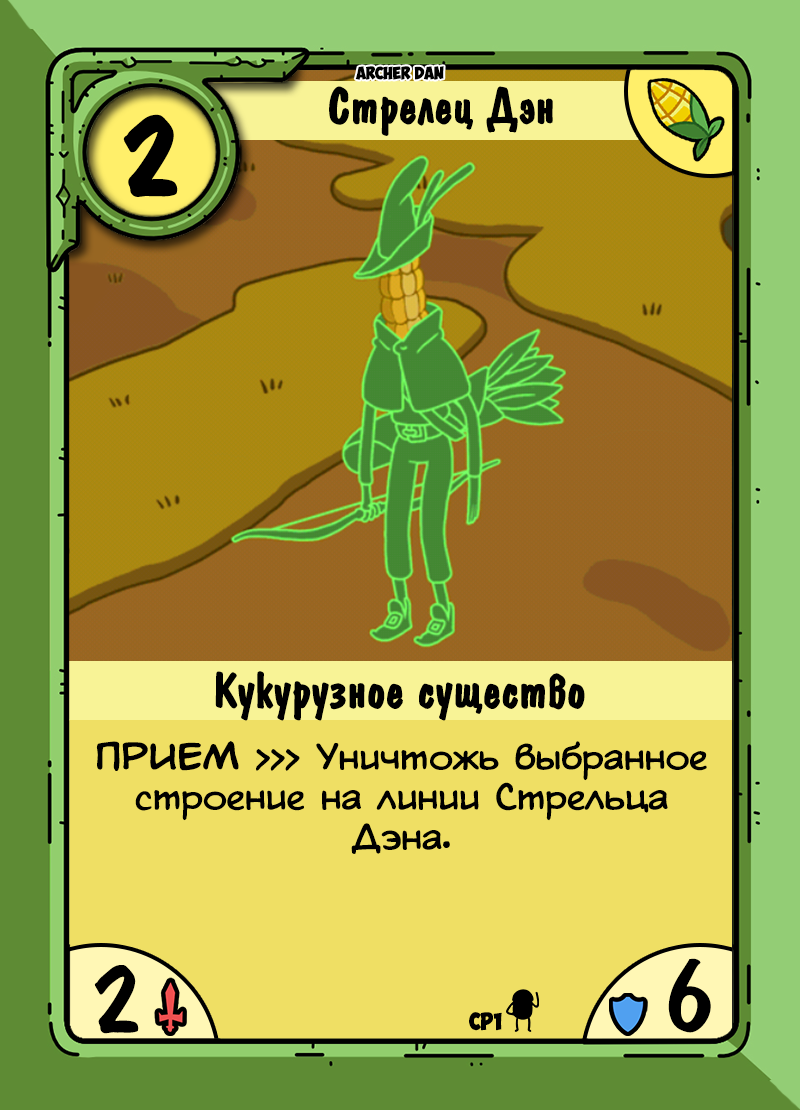 ARCHER DAN
Стрелец Дэн
2
Кукурузное существо
ПРИЕМ >>> Уничтожь выбранное
строение на линии Стрельца
Дэна.
2
CP1
6